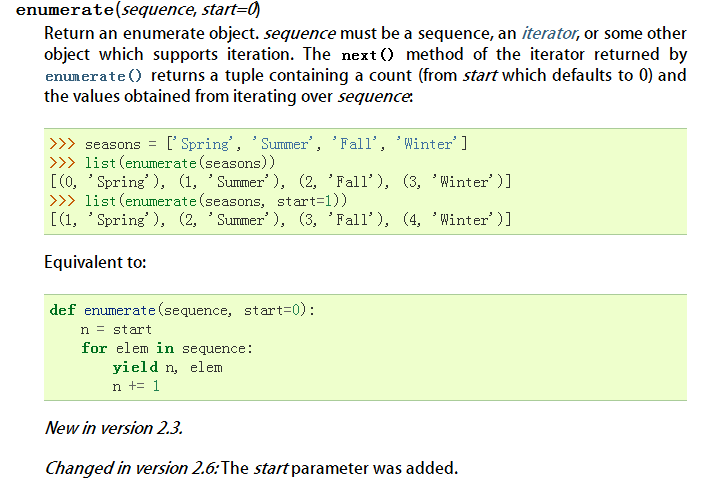 enumerate(sequence, start=0)
Return an enumerate object. sequence must be a sequence, an iterator, or some other
object which supports iteration. The next() method of the iterator returned by
enumerate() returns a tuple containing a count (from start which defaults to 0) and
the values obtained from iterating over sequence:
>>> seasons = ['Spring', 'Summer', 'Fall', 'Winter']
>>> list(enumerate(seasons))
[(0, 'Spring'), (1, 'Summer'), (2, 'Fall'), (3, 'Winter')]
>>> list(enumerate(seasons, start=1))
[(1, 'Spring'), (2, 'Summer'), (3, 'Fall'), (4, 'Winter')]
Equivalent to:
def enumerate(sequence, start=0):
    n = start
    for elem in sequence:
        yield n, elem
        n += 1
New in version 2.3.
Changed in version 2.6: The start parameter was added.